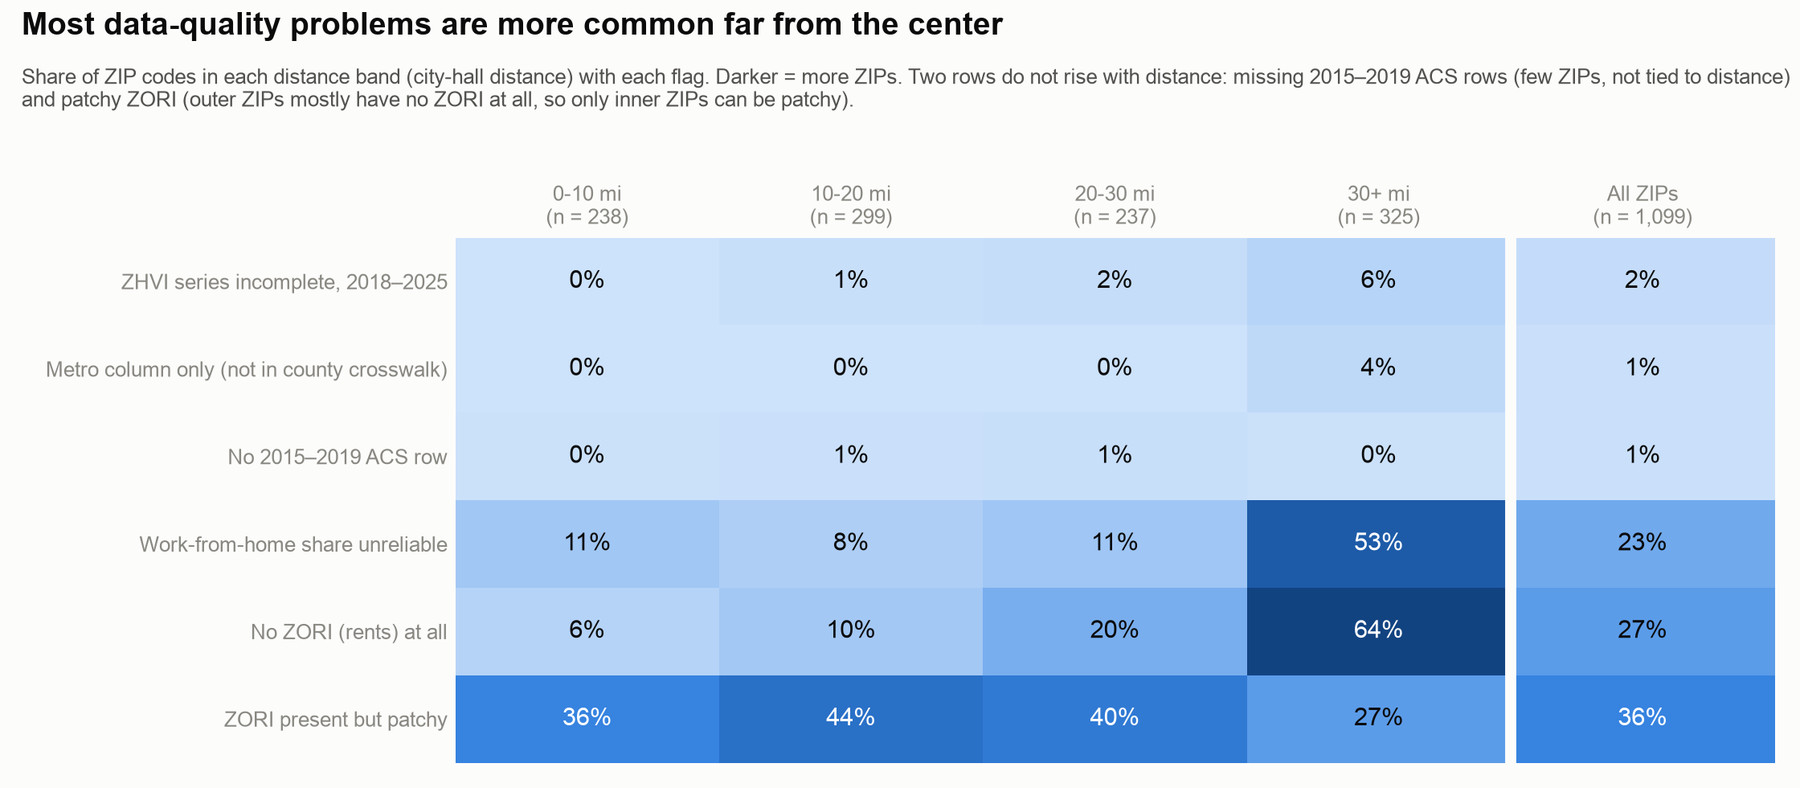 Most data-quality problems are more common far from the center
Share of ZIP codes in each distance band (city-hall distance) with each flag. Darker = more ZIPs. Two rows do not rise with distance: missing 2015–2019 ACS rows (few ZIPs, not tied to distance)
and patchy ZORI (outer ZIPs mostly have no ZORI at all, so only inner ZIPs can be patchy).
0-10 mi 10-20 mi 20-30 mi 30+ mi All ZIPs
(n = 238) (n = 299) (n = 237) (n = 325) (n = 1,099)
ZHVI series incomplete, 2018–2025 0% 1% 2% 6% 2%
Metro column only (not in county crosswalk) 0% 0% 0% 4% 1%
No 2015–2019 ACS row 0% 1% 1% 0% 1%
Work-from-home share unreliable 11% 8% 11% 53% 23%
No ZORI (rents) at all 6% 10% 20% 64% 27%
ZORI present but patchy 36% 44% 40% 27% 36%